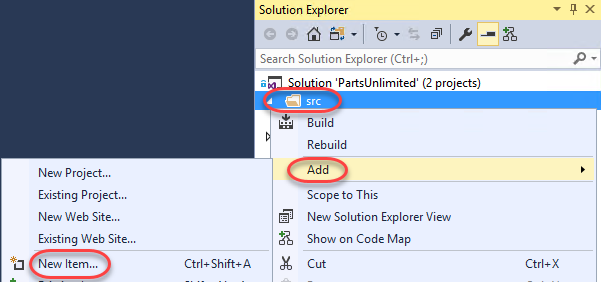 Solution Explorer
Search Solution Explorer (Ctrl+;)
Solution 'PartsUnlimited' (2 projects)
src
Build
Rebuild
Add
Scope to This
New Solution Explorer View
Show on Code Map
Cut Ctrl+X
New Project...
Existing Project...
New Web Site...
Existing Web Site...
New Item... Ctrl+Shift+A